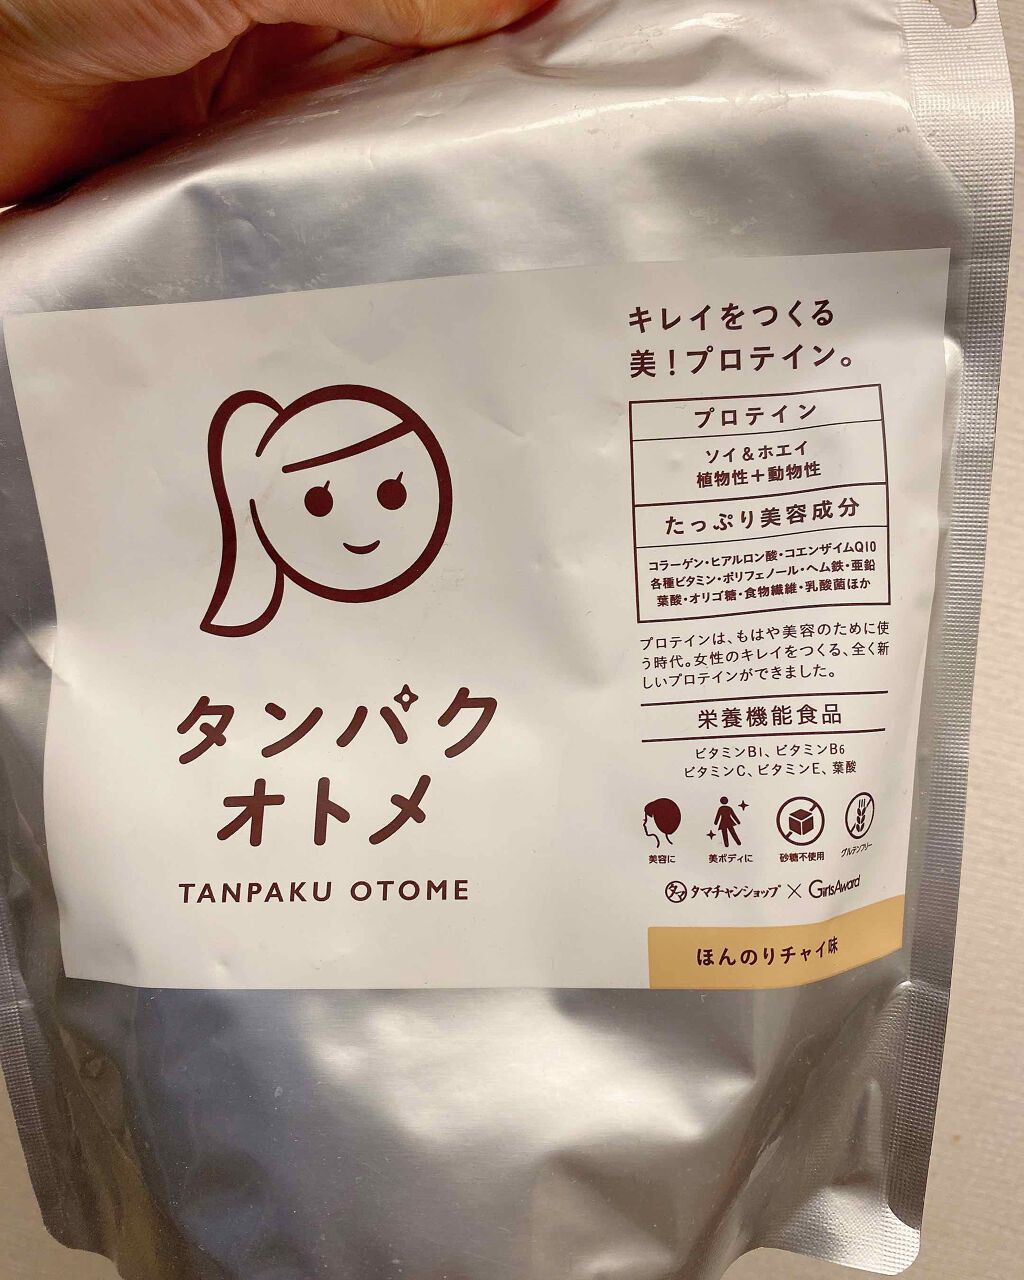 キレイをつくる
美!プロテイン。
プロテイン
ソイ&ホエイ
植物性+動物性
たっぷり美容成分
コラーゲン・ヒアルロン酸・コエンザイムQ10
各種ビタミン・ポリフェノール・ヘム鉄・亜鉛
葉酸・オリゴ糖・食物繊維・乳酸菌ほか
プロテインは、もはや美容のために使
う時代。女性のキレイをつくる、全く新
しいプロテインができました。
栄養機能食品
ビタミンB1、ビタミンB6
ビタミンC、ビタミンE、葉酸
美容に 美ボディに 砂糖不使用 グルテンフリー
タマ タマチャンショップ × GirlsAward
ほんのりチャイ味
タンパク
オトメ
TANPAKU OTOME